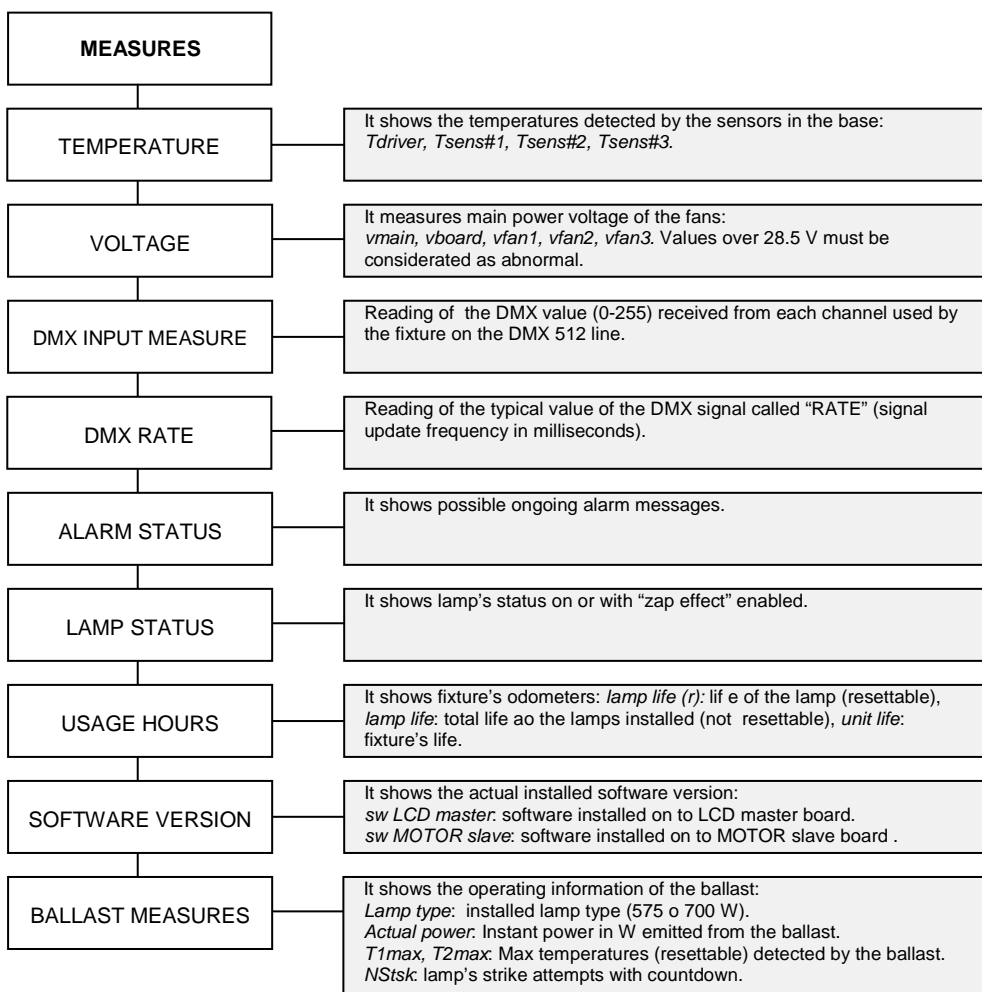 MEASURES
TEMPERATURE
It shows the temperatures detected by the sensors in the base:
Tdriver, Tsens#1, Tsens#2, Tsens#3.
VOLTAGE
It measures main power voltage of the fans:
vmain, vboard, vfan1, vfan2, vfan3. Values over 28.5 V must be
considerated as abnormal.
DMX INPUT MEASURE
Reading of  the DMX value (0-255) received from each channel used by
the fixture on the DMX 512 line.
DMX RATE
Reading of the typical value of the DMX signal called “RATE” (signal
update frequency in milliseconds).
ALARM STATUS
It shows possible ongoing alarm messages.
LAMP STATUS
It shows lamp’s status on or with “zap effect” enabled.
USAGE HOURS
It shows fixture’s odometers: lamp life (r): lif e of the lamp (resettable),
lamp life: total life ao the lamps installed (not  resettable), unit life:
fixture’s life.
SOFTWARE VERSION
It shows the actual installed software version:
sw LCD master: software installed on to LCD master board.
sw MOTOR slave: software installed on to MOTOR slave board .
BALLAST MEASURES
It shows the operating information of the ballast:
Lamp type:  installed lamp type (575 o 700 W).
Actual power: Instant power in W emitted from the ballast.
T1max, T2max: Max temperatures (resettable) detected by the ballast.
NStsk: lamp’s strike attempts with countdown.